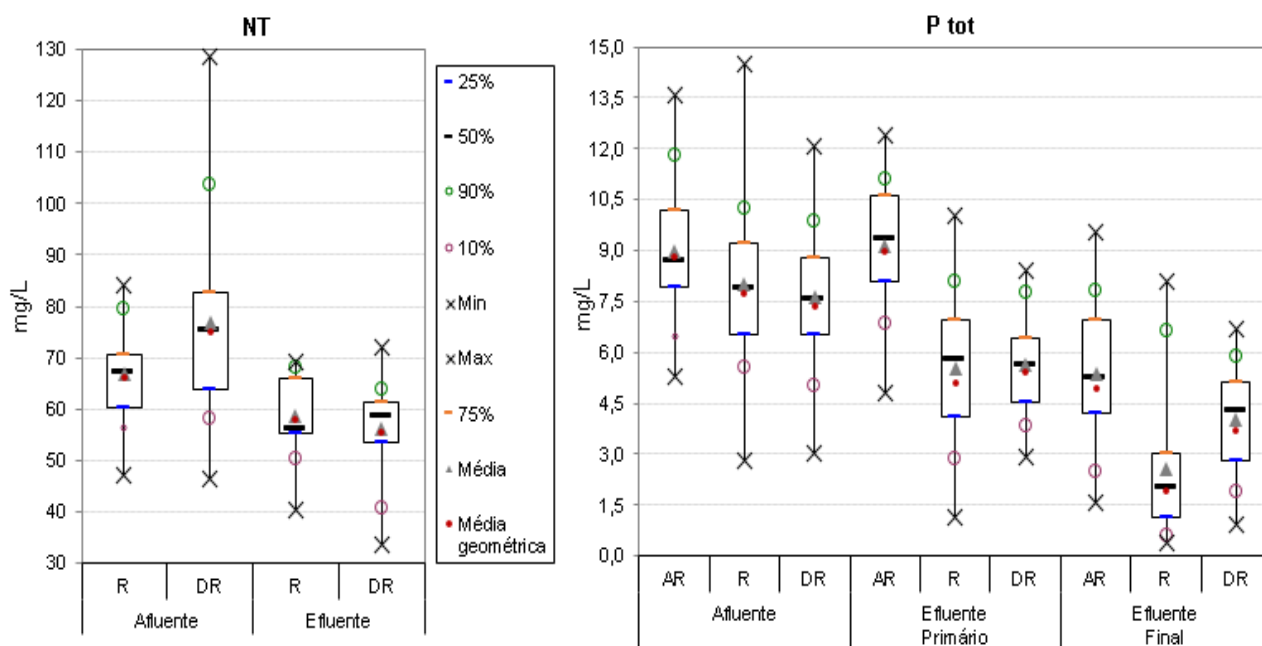 NT
130
120
110
100
90
80
70
60
50
40
30
mg/L
R DR R DR
Afluente Efluente
25%
50%
90%
10%
Min
Max
75%
Média
Média
geométrica
P tot
15,0
13,5
12,0
10,5
9,0
7,5
6,0
4,5
3,0
1,5
0,0
mg/L
AR R DR AR R DR AR R DR
Afluente Efluente Efluente
Primário Final